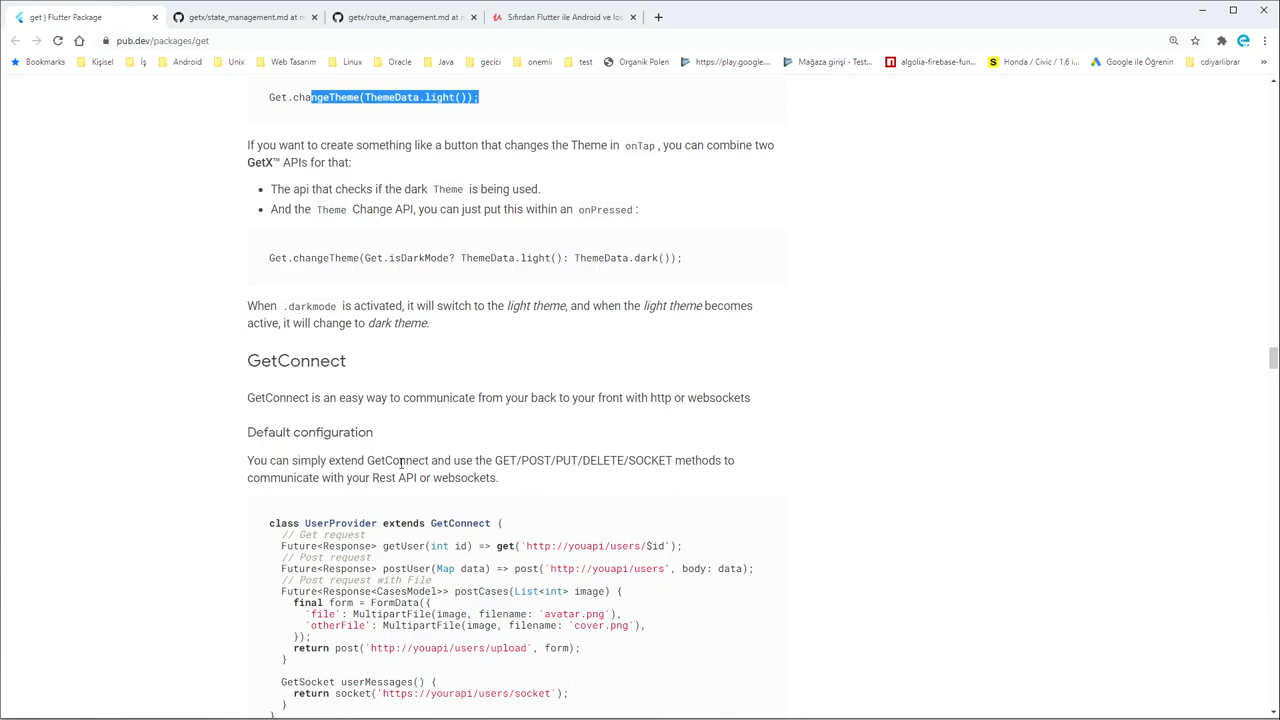 get | Flutter Package
getx/state_management.md at m
getx/route_management.md at m
Sıfırdan Flutter ile Android ve Ios
pub.dev/packages/get
Bookmarks
Kişisel
İş
Android
Unix
Web Tasarım
Linux
Oracle
Java
gecici
onemli
test
Organik Polen
https://play.google...
Mağaza girişi - Test...
algolia-firebase-fun...
Honda / Civic / 1.6 i...
Google ile Öğrenin
cdiyarlibrar
»
Get.changeTheme(ThemeData.light());
If you want to create something like a button that changes the Theme in onTap, you can combine two
GetX™ APIs for that:
• The api that checks if the dark Theme is being used.
• And the Theme Change API, you can just put this within an onPressed:
Get.changeTheme(Get.isDarkMode? ThemeData.light(): ThemeData.dark());
When .darkmode is activated, it will switch to the light theme, and when the light theme becomes
active, it will change to dark theme.
GetConnect
GetConnect is an easy way to communicate from your back to your front with http or websockets
Default configuration
You can simply extend GetConnect and use the GET/POST/PUT/DELETE/SOCKET methods to
communicate with your Rest API or websockets.
class UserProvider extends GetConnect {
// Get request
Future<Response> getUser(int id) => get('http://youapi/users/$id');
// Post request
Future<Response> postUser(Map data) => post('http://youapi/users', body: data);
// Post request with File
Future<Response<CasesModel>> postCases(List<int> image) {
final form = FormData({
'file': MultipartFile(image, filename: 'avatar.png'),
'otherFile': MultipartFile(image, filename: 'cover.png'),
});
return post('http://youapi/users/upload', form);
}
GetSocket userMessages() {
return socket('https://yourapi/users/socket');
}